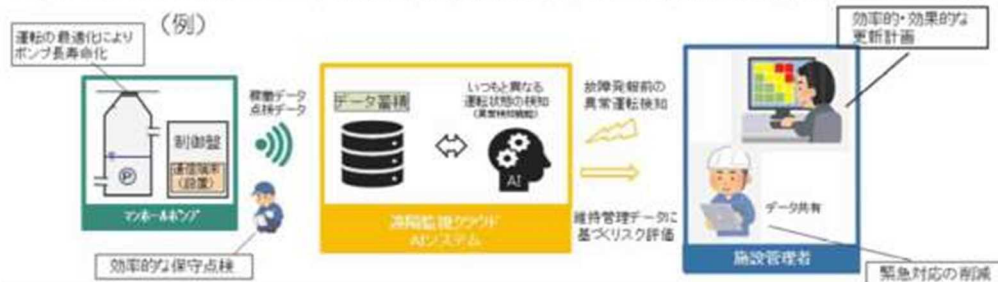 (例)
運転の最適化により
ポンプ長寿命化
制御盤
通信端末
(設置)
P
マンホールポンプ
効率的な保守点検
稼働データ
点検データ
データ蓄積
いつもと異なる
運転状態の検知
(異常検知機能)
AI
遠隔監視クラウド
AIシステム
故障発報前の
異常運転検知
維持管理データに
基づくリスク評価
効率的・効果的な
更新計画
データ共有
施設管理者
緊急対応の削減